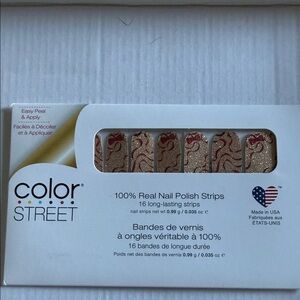 Easy Peel
& Apply
Faciles à Décoller
et à Appliquer
color
STREET
100% Real Nail Polish Strips
16 long-lasting strips
nail strips net wt 0.99 g / 0.035 oz ℮
Bandes de vernis
à ongles véritable à 100%
16 bandes de longue durée
Poids net des bandes de vernis 0.99 g / 0.035 oz ℮
Made in USA
Fabriquées aux
ÉTATS-UNIS